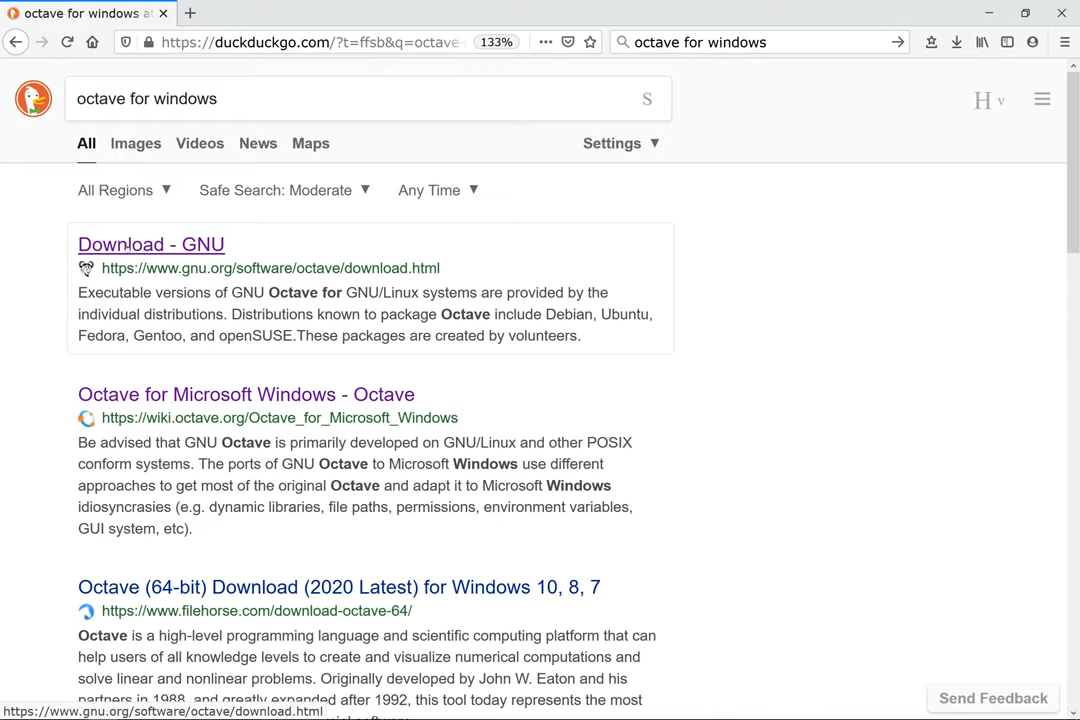 octave for windows a
https://duckduckgo.com/?t=ffsb&q=octave
133%
octave for windows
octave for windows
S
H v
All Images Videos News Maps
Settings ▼
All Regions ▼ Safe Search: Moderate ▼ Any Time ▼
Download - GNU
https://www.gnu.org/software/octave/download.html
Executable versions of GNU Octave for GNU/Linux systems are provided by the
individual distributions. Distributions known to package Octave include Debian, Ubuntu,
Fedora, Gentoo, and openSUSE.These packages are created by volunteers.
Octave for Microsoft Windows - Octave
https://wiki.octave.org/Octave_for_Microsoft_Windows
Be advised that GNU Octave is primarily developed on GNU/Linux and other POSIX
conform systems. The ports of GNU Octave to Microsoft Windows use different
approaches to get most of the original Octave and adapt it to Microsoft Windows
idiosyncrasies (e.g. dynamic libraries, file paths, permissions, environment variables,
GUI system, etc).
Octave (64-bit) Download (2020 Latest) for Windows 10, 8, 7
https://www.filehorse.com/download-octave-64/
Octave is a high-level programming language and scientific computing platform that can
help users of all knowledge levels to create and visualize numerical computations and
solve linear and nonlinear problems. Originally developed by John W. Eaton and his
partners in 1988, and greatly expanded after 1992, this tool today represents the most
Send Feedback
https://www.gnu.org/software/octave/download.html